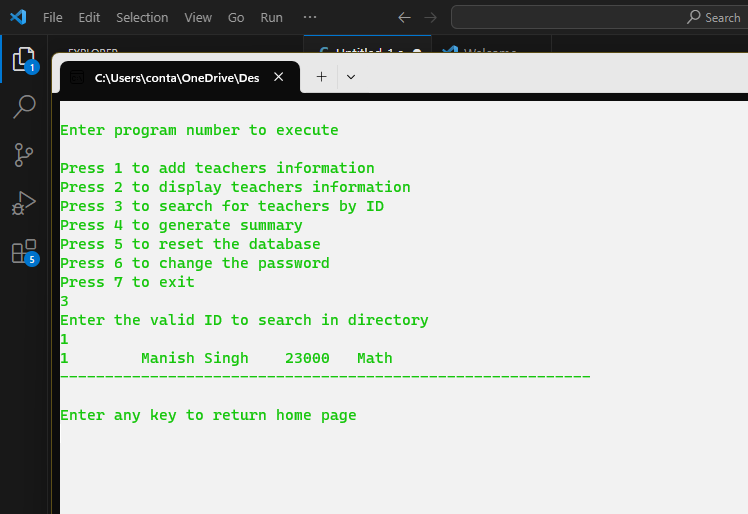 File Edit Selection View Go Run ··· Search
EXPLORER Welcome
1
C:\Users\conta\OneDrive\Des
Enter program number to execute
Press 1 to add teachers information
Press 2 to display teachers information
Press 3 to search for teachers by ID
Press 4 to generate summary
Press 5 to reset the database
Press 6 to change the password
Press 7 to exit
5
3
Enter the valid ID to search in directory
1
1 Manish Singh 23000 Math
-----------------------------------------------------------
Enter any key to return home page